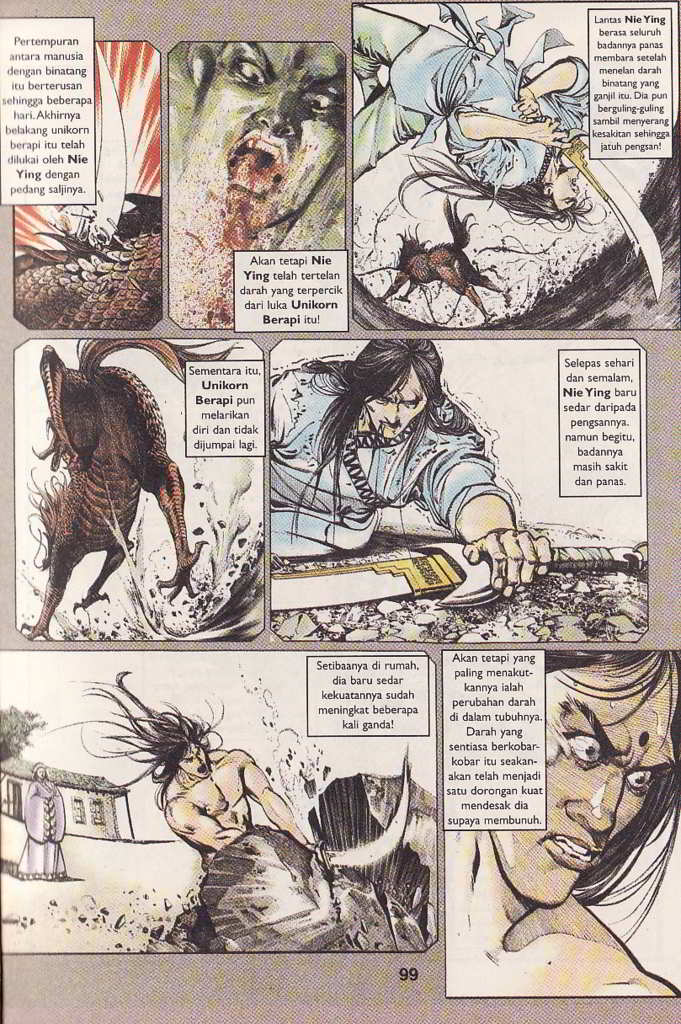 Pertempuran
antara manusia
dengan binatang
itu berterusan
sehingga beberapa
hari. Akhirnya
belakang unikorn
berapi itu telah
dilukai oleh Nie
Ying dengan
pedang saljinya.
Akan tetapi Nie
Ying telah tertelan
darah yang terpercik
dari luka Unikorn
Berapi itu!
Lantas Nie Ying
berasa seluruh
badannya panas
membara setelah
menelan darah
binatang yang
ganjil itu. Dia pun
berguling-guling
sambil menyerang
kesakitan sehingga
jatuh pengsan!
Sementara itu,
Unikorn
Berapi pun
melarikan
diri dan tidak
dijumpai lagi.
Selepas sehari
dan semalam,
Nie Ying baru
sedar daripada
pengsannya.
namun begitu,
badannya
masih sakit
dan panas.
Setibaanya di rumah,
dia baru sedar
kekuatannya sudah
meningkat beberapa
kali ganda!
Akan tetapi yang
paling menakut-
kannya ialah
perubahan darah
di dalam tubuhnya.
Darah yang
sentiasa berkobar-
kobar itu seakan-
akan telah menjadi
satu dorongan kuat
mendesak dia
supaya membunuh.
99